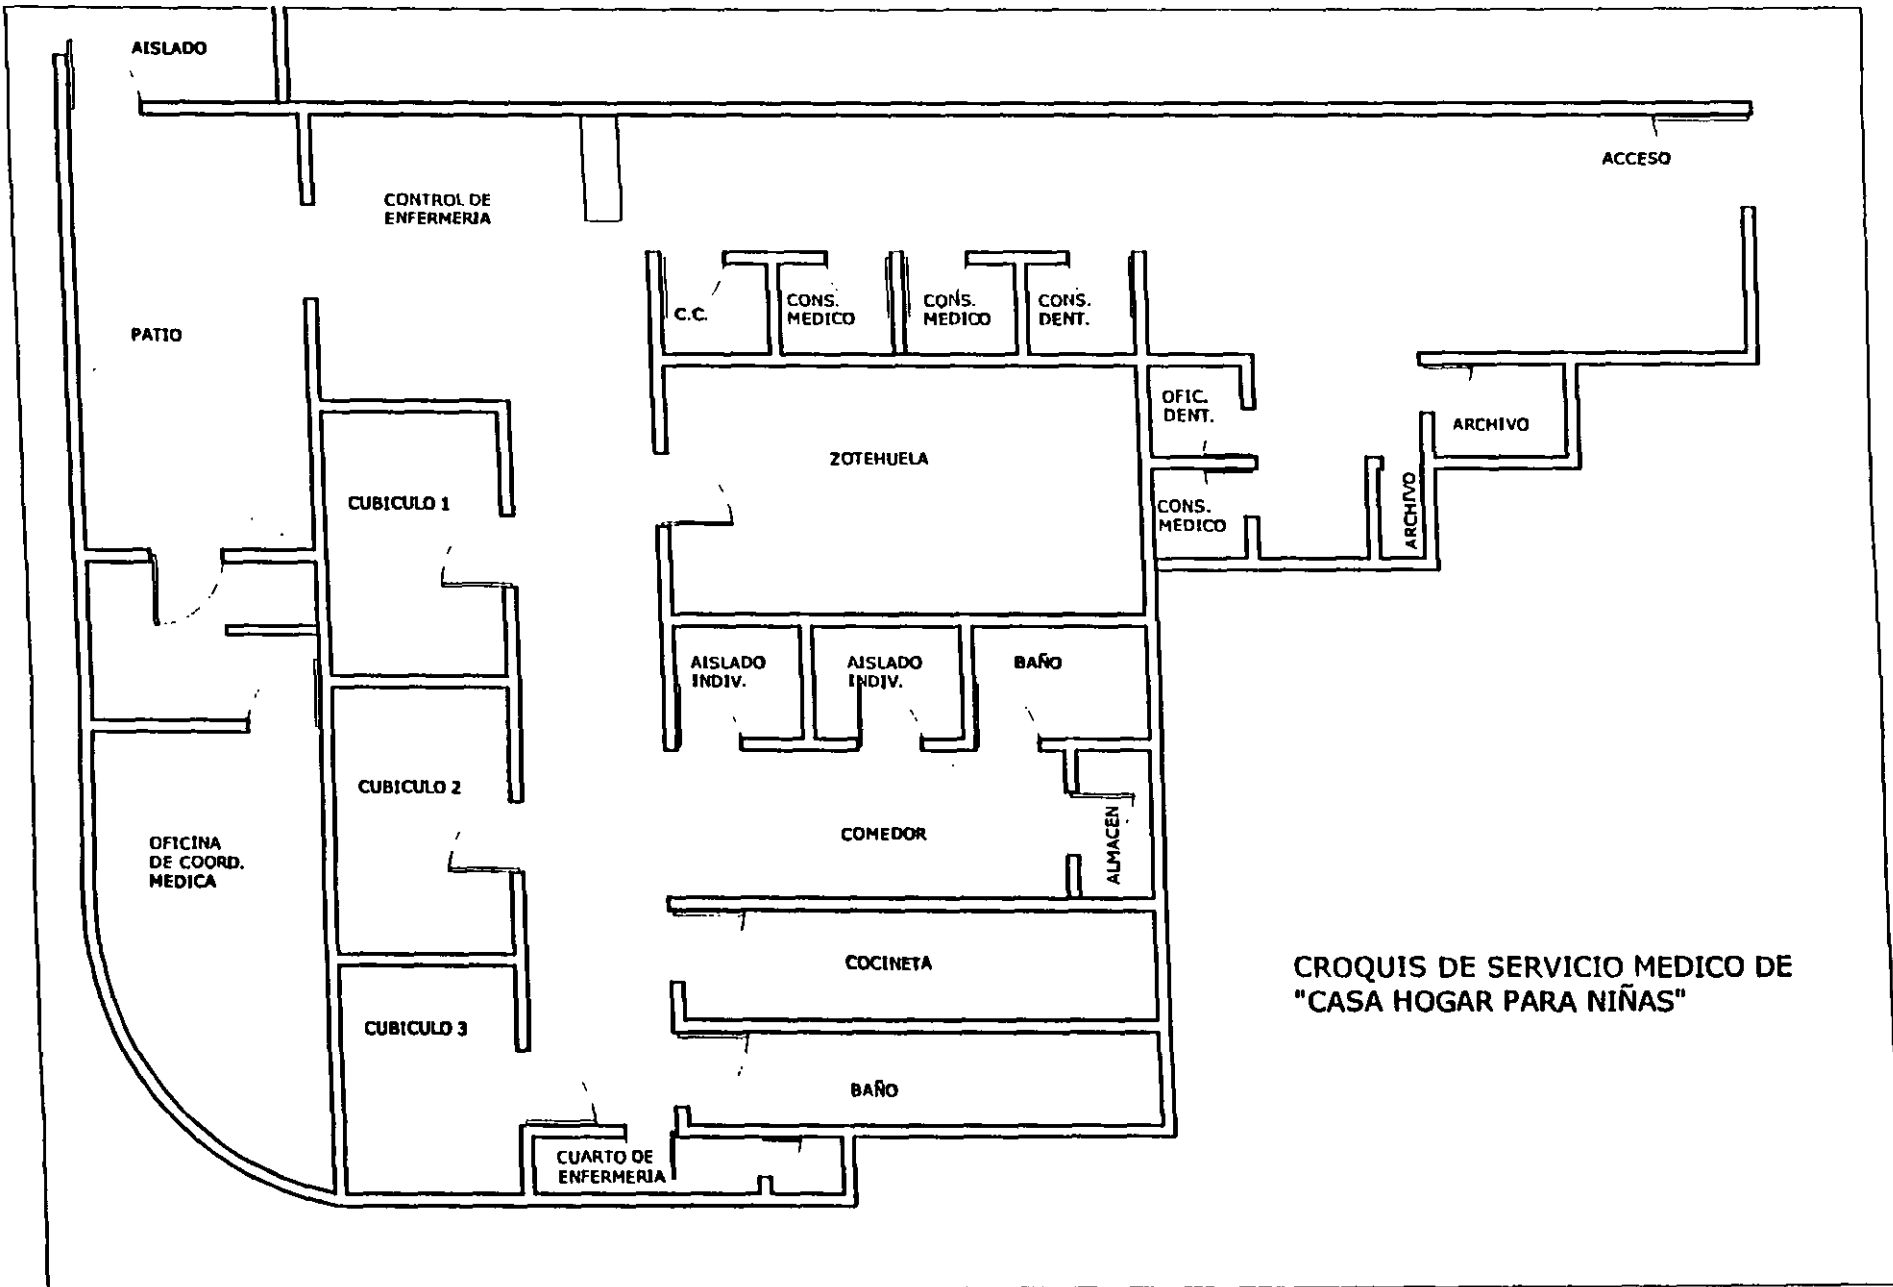 AISLADO
ACCESO
CONTROL DE
ENFERMERIA
C.C.
CONS.
MEDICO
CONS.
MEDICO
CONS.
DENT.
PATIO
OFIC.
DENT.
ARCHIVO
ZOTEHUELA
CUBICULO 1
CONS.
MEDICO
ARCHIVO
AISLADO
INDIV.
AISLADO
INDIV.
BAÑO
CUBICULO 2
COMEDOR
ALMACEN
OFICINA
DE COORD.
MEDICA
COCINETA
CROQUIS DE SERVICIO MEDICO DE
"CASA HOGAR PARA NIÑAS"
CUBICULO 3
BAÑO
CUARTO DE
ENFERMERIA